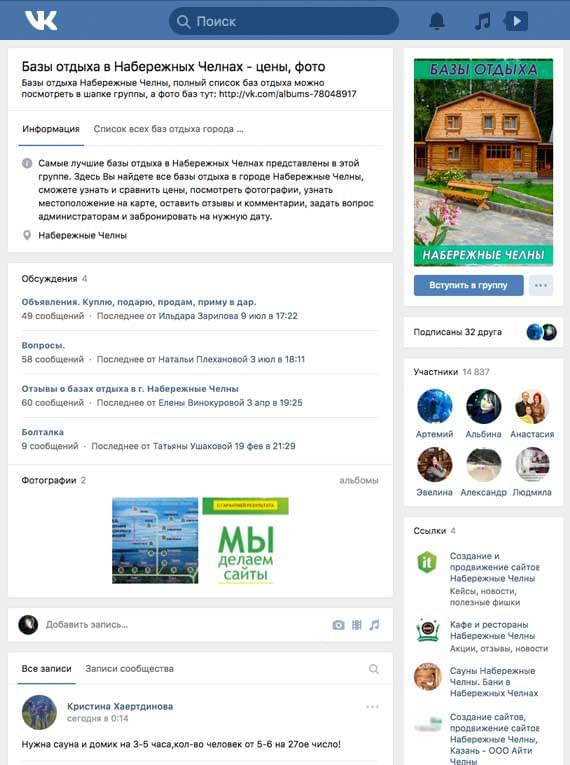 Поиск
Базы отдыха в Набережных Челнах - цены, фото
Базы отдыха Набережные Челны, полный список баз отдыха можно
посмотреть в шапке группы, а фото баз тут: http://vk.com/albums-78048917
Информация
Список всех баз отдыха города ...
Самые лучшие базы отдыха в Набережных Челнах представлены в этой
группе. Здесь Вы найдете все базы отдыха в городе Набережные Челны,
сможете узнать и сравнить цены, посмотреть фотографии, узнать
местоположение на карте, оставить отзывы и комментарии, задать вопрос
администраторам и забронировать на нужную дату.
Набережные Челны
Обсуждения 4
Объявления. Куплю, подарю, продам, приму в дар.
49 сообщений · Последнее от Ильдара Зарипова 9 июл в 17:22
Вопросы.
58 сообщений · Последнее от Натальи Плехановой 3 июл в 18:11
Отзывы о базах отдыха в г. Набережные Челны
60 сообщений · Последнее от Елены Винокуровой 3 апр в 19:25
Болталка
9 сообщений · Последнее от Татьяны Ушаковой 19 фев в 21:29
Фотографии 2
альбомы
С ГАРАНТИЕЙ РЕЗУЛЬТАТА
МЫ
делаем
сайты
Добавить запись...
Все записи
Записи сообщества
Кристина Хаертдинова
сегодня в 0:14
Нужна сауна и домик на 3-5 часа,кол-во человек от 5-6 на 27ое число!
БАЗЫ ОТДЫХА
НАБЕРЕЖНЫЕ ЧЕЛНЫ
Вступить в группу
Подписаны 32 друга
Участники 14 837
Артемий
Альбина
Анастасия
Эвелина
Александр
Людмила
Ссылки 4
Создание и
продвижение сайтов
Набережные Челны
Кейсы, новости,
полезные фишки
Кафе и рестораны
Набережные Челны
Акции, отзывы, новости
Сауны Набережные
Челны. Бани в
Набережных Челнах
Создание сайтов,
продвижение сайтов
Набережные Челны,
Казань - ООО Айти
Челны